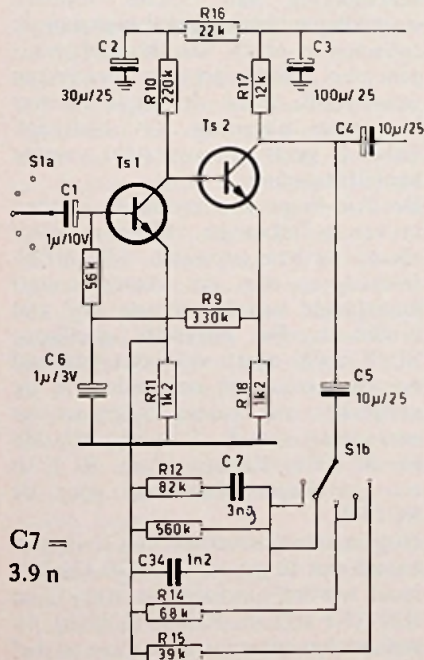 R16
22k
C2
30µ/25
R10
220k
R17
12k
C3
100µ/25
C4
10µ/25
S1a
Ts1
Ts2
C1
1µ/10V
56k
R9
330k
C6
1µ/3V
R11
1k2
R18
1k2
C5
10µ/25
S1b
R12
82k
C7
3n9
560k
C34
1n2
R14
68k
R15
39k
C7 =
3.9 n